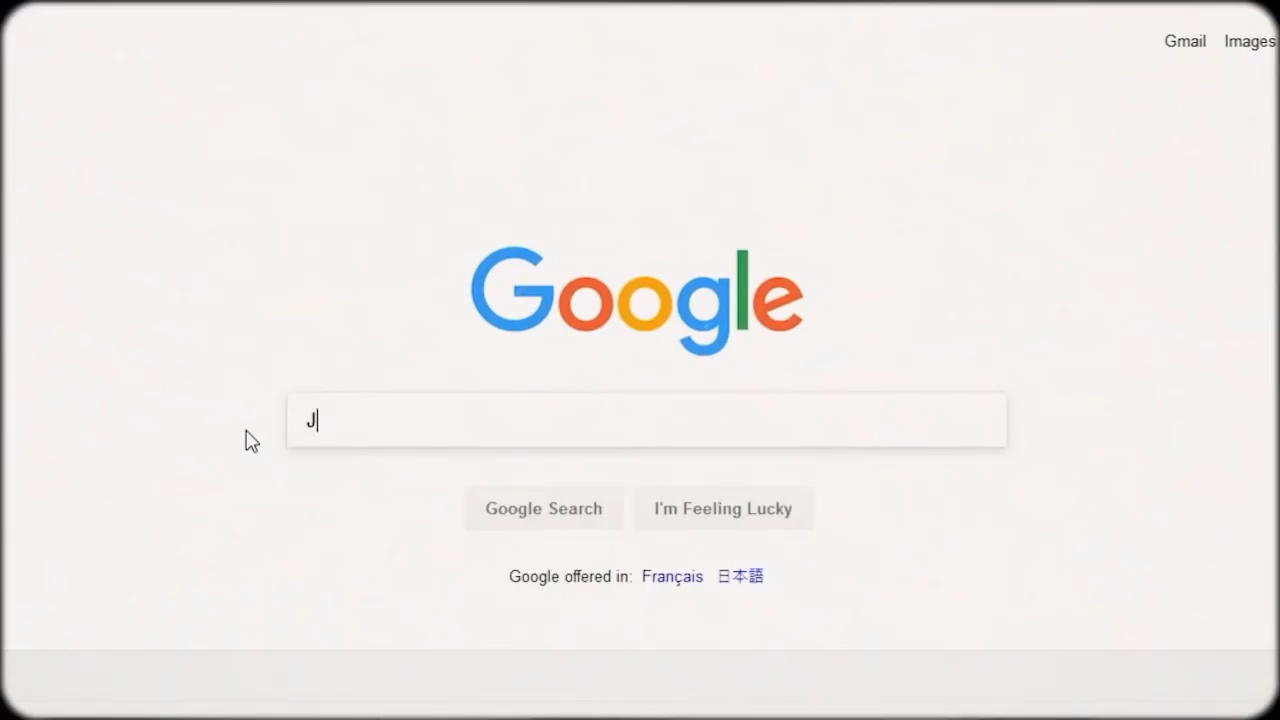 Gmail Images
Google
J
Google Search I'm Feeling Lucky
Google offered in: Français 日本語